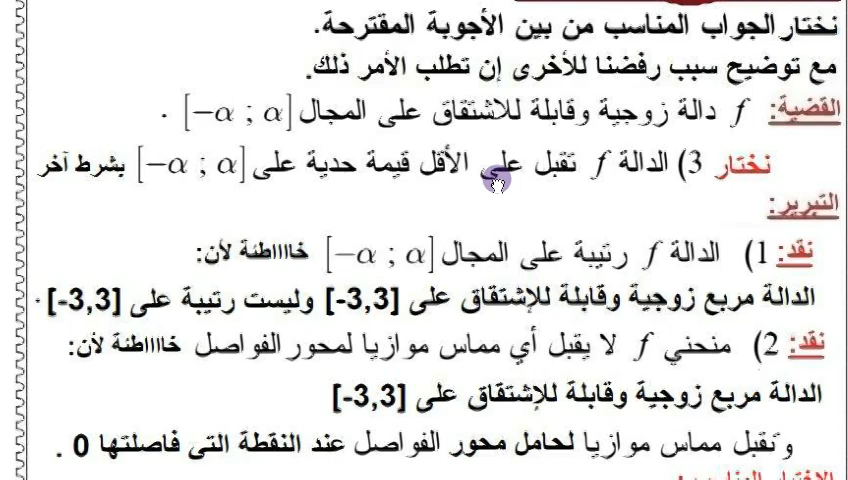 نختار الجواب المناسب من بين الأجوبة المقترحة.
مع توضيح سبب رفضنا للأخرى إن تطلب الأمر ذلك.
القضية: f دالة زوجية وقابلة للاشتقاق على المجال [−α ; α] .
نختار 3) الدالة f تقبل على الأقل قيمة حدية على [−α ; α] بشرط آخر
التبرير:
نقد: 1) الدالة f رتيبة على المجال [−α ; α] خااااطئة لأن:
الدالة مربع زوجية وقابلة للإشتقاق على [-3,3] وليست رتيبة على [-3,3].
نقد: 2) منحني f لا يقبل أي مماس موازيا لمحور الفواصل خااااطئة لأن:
الدالة مربع زوجية وقابلة للإشتقاق على [-3,3]
وتقبل مماس موازيا لحامل محور الفواصل عند النقطة التي فاصلتها 0 .